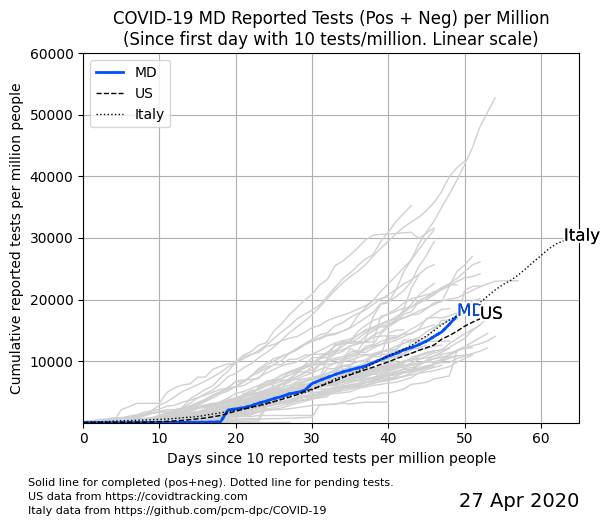 COVID-19 MD Reported Tests (Pos + Neg) per Million
(Since first day with 10 tests/million. Linear scale)
Cumulative reported tests per million people
60000
50000
40000
30000
20000
10000
MD
US
Italy
Italy
MD
US
0 10 20 30 40 50 60
Days since 10 reported tests per million people
Solid line for completed (pos+neg). Dotted line for pending tests.
US data from https://covidtracking.com
Italy data from https://github.com/pcm-dpc/COVID-19
27 Apr 2020